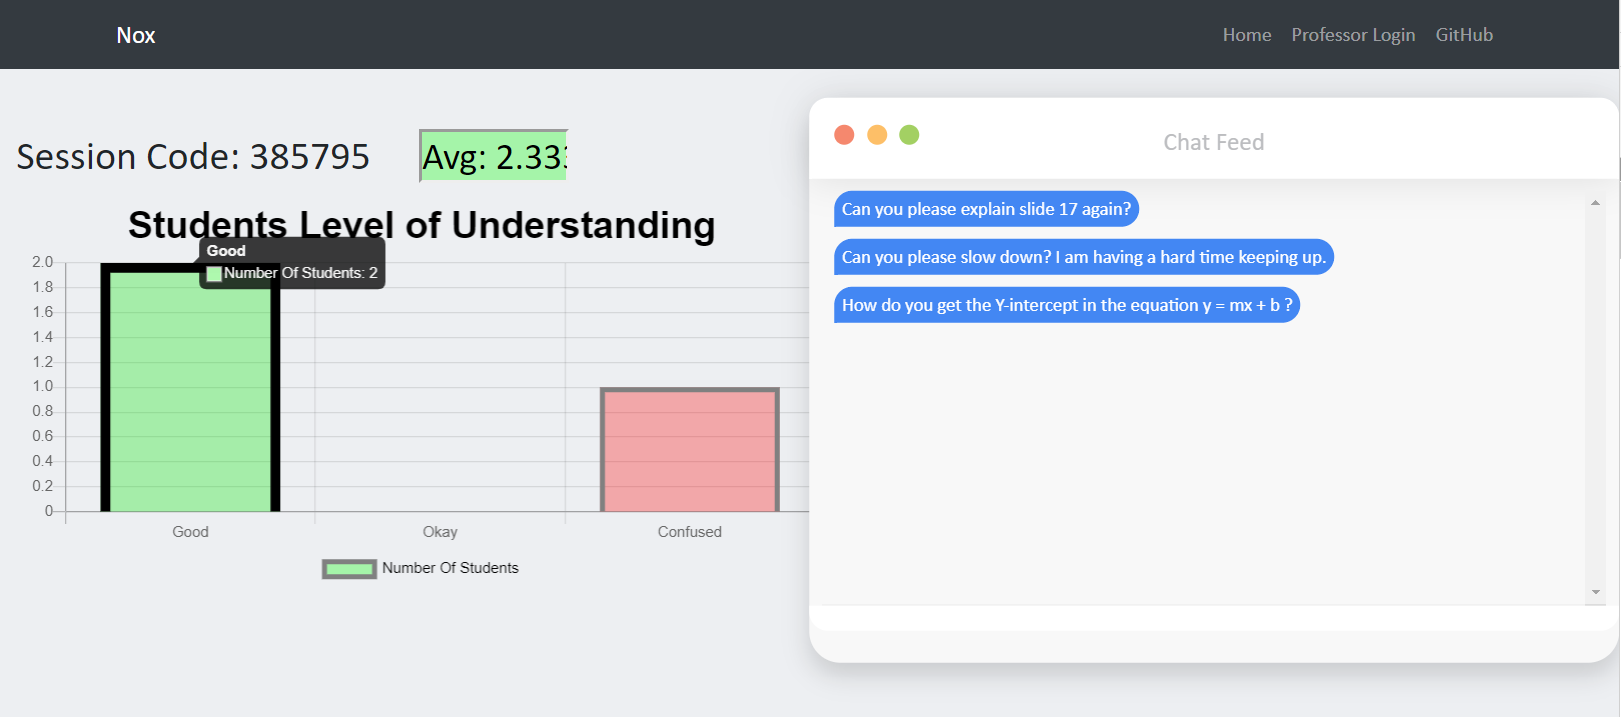 Nox
Home Professor Login GitHub
Session Code: 385795
Avg: 2.333
Students Level of Understanding
Good
Number Of Students: 2
2.0
1.8
1.6
1.4
1.2
1.0
0.8
0.6
0.4
0.2
0
Good Okay Confused
Number Of Students
Chat Feed
Can you please explain slide 17 again?
Can you please slow down? I am having a hard time keeping up.
How do you get the Y-intercept in the equation y = mx + b ?